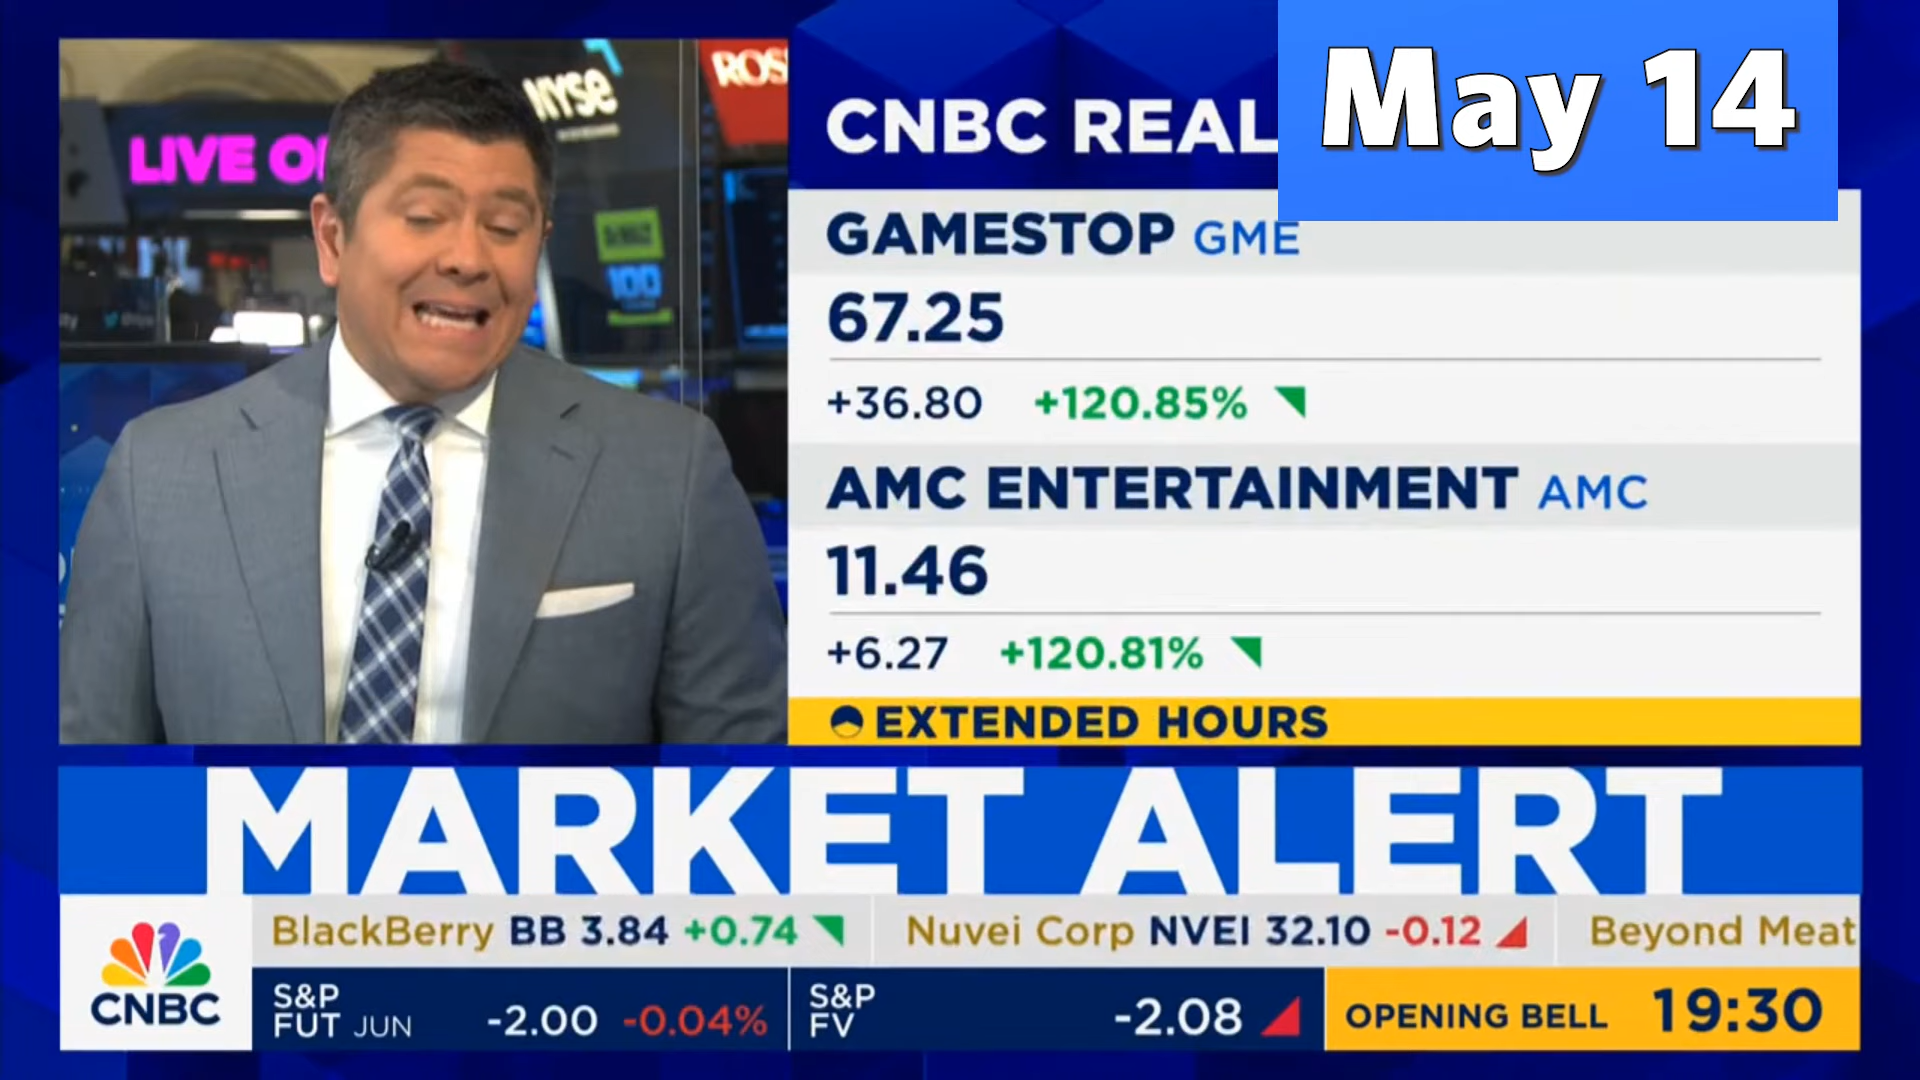 May 14
LIVE O
NYSE
ROS
100
CNBC REAL
GAMESTOP GME
67.25
+36.80 +120.85%
AMC ENTERTAINMENT AMC
11.46
+6.27 +120.81%
EXTENDED HOURS
MARKET ALERT
BlackBerry BB 3.84 +0.74 Nuvei Corp NVEI 32.10 -0.12 Beyond Meat
CNBC
S&P
FUT JUN -2.00 -0.04%
S&P
FV -2.08
OPENING BELL 19:30